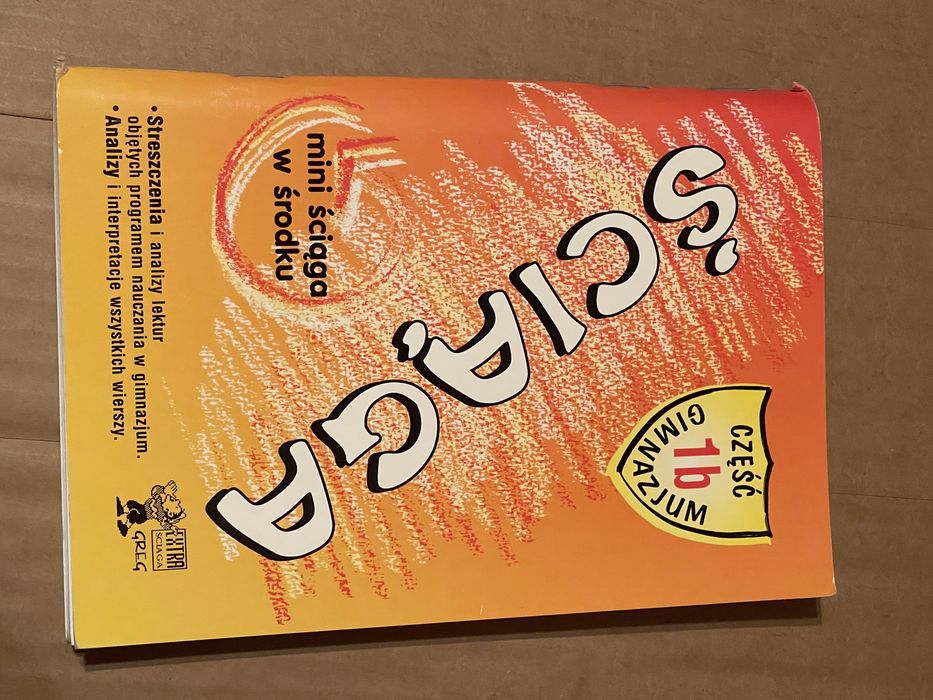 ŚCIĄGA
CZĘŚĆ
1b
GIMNAZJUM
mini ściąga
w środku
• Streszczenia i analizy lektur
objętych programem nauczania w gimnazjum.
• Analizy i interpretacje wszystkich wierszy.
EXTRA
ŚCIĄGA
GREG